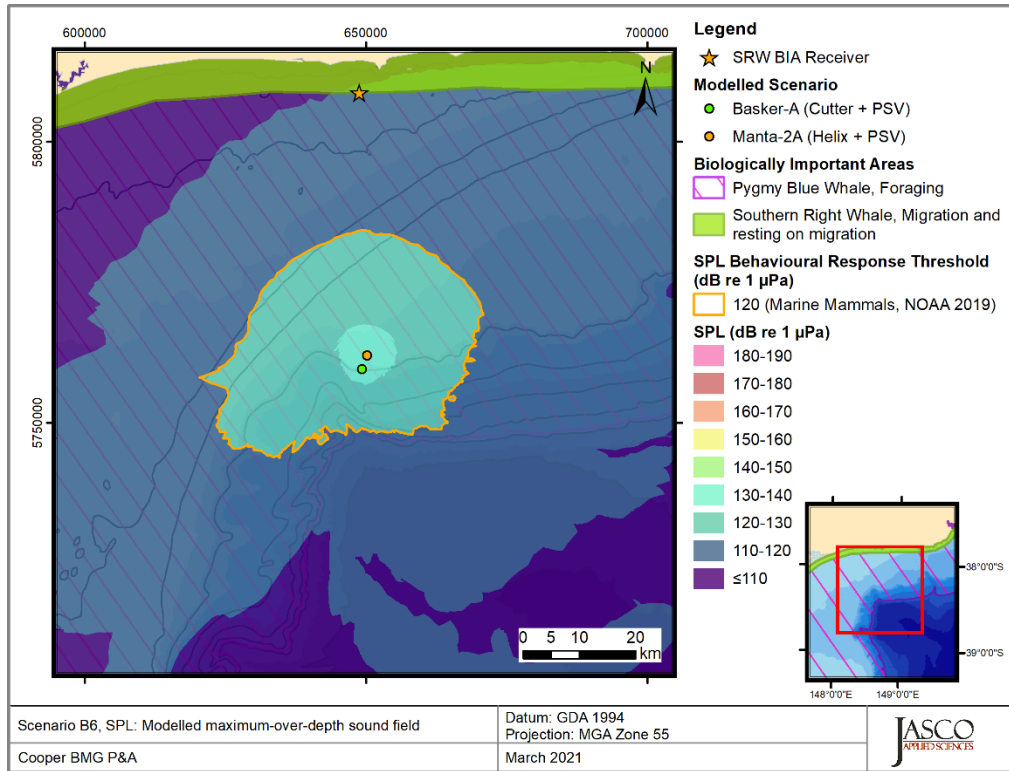 600000
650000
700000
5800000
5750000
N
0 5 10 20
km
Legend
SRW BIA Receiver
Modelled Scenario
Basker-A (Cutter + PSV)
Manta-2A (Helix + PSV)
Biologically Important Areas
Pygmy Blue Whale, Foraging
Southern Right Whale, Migration and
resting on migration
SPL Behavioural Response Threshold
(dB re 1 µPa)
120 (Marine Mammals, NOAA 2019)
SPL (dB re 1 µPa)
180-190
170-180
160-170
150-160
140-150
130-140
120-130
110-120
≤110
38°0'0"S
39°0'0"S
148°0'0"E
149°0'0"E
Scenario B6, SPL: Modelled maximum-over-depth sound field
Datum: GDA 1994
Projection: MGA Zone 55
Cooper BMG P&A
March 2021
JASCO
APPLIED SCIENCES